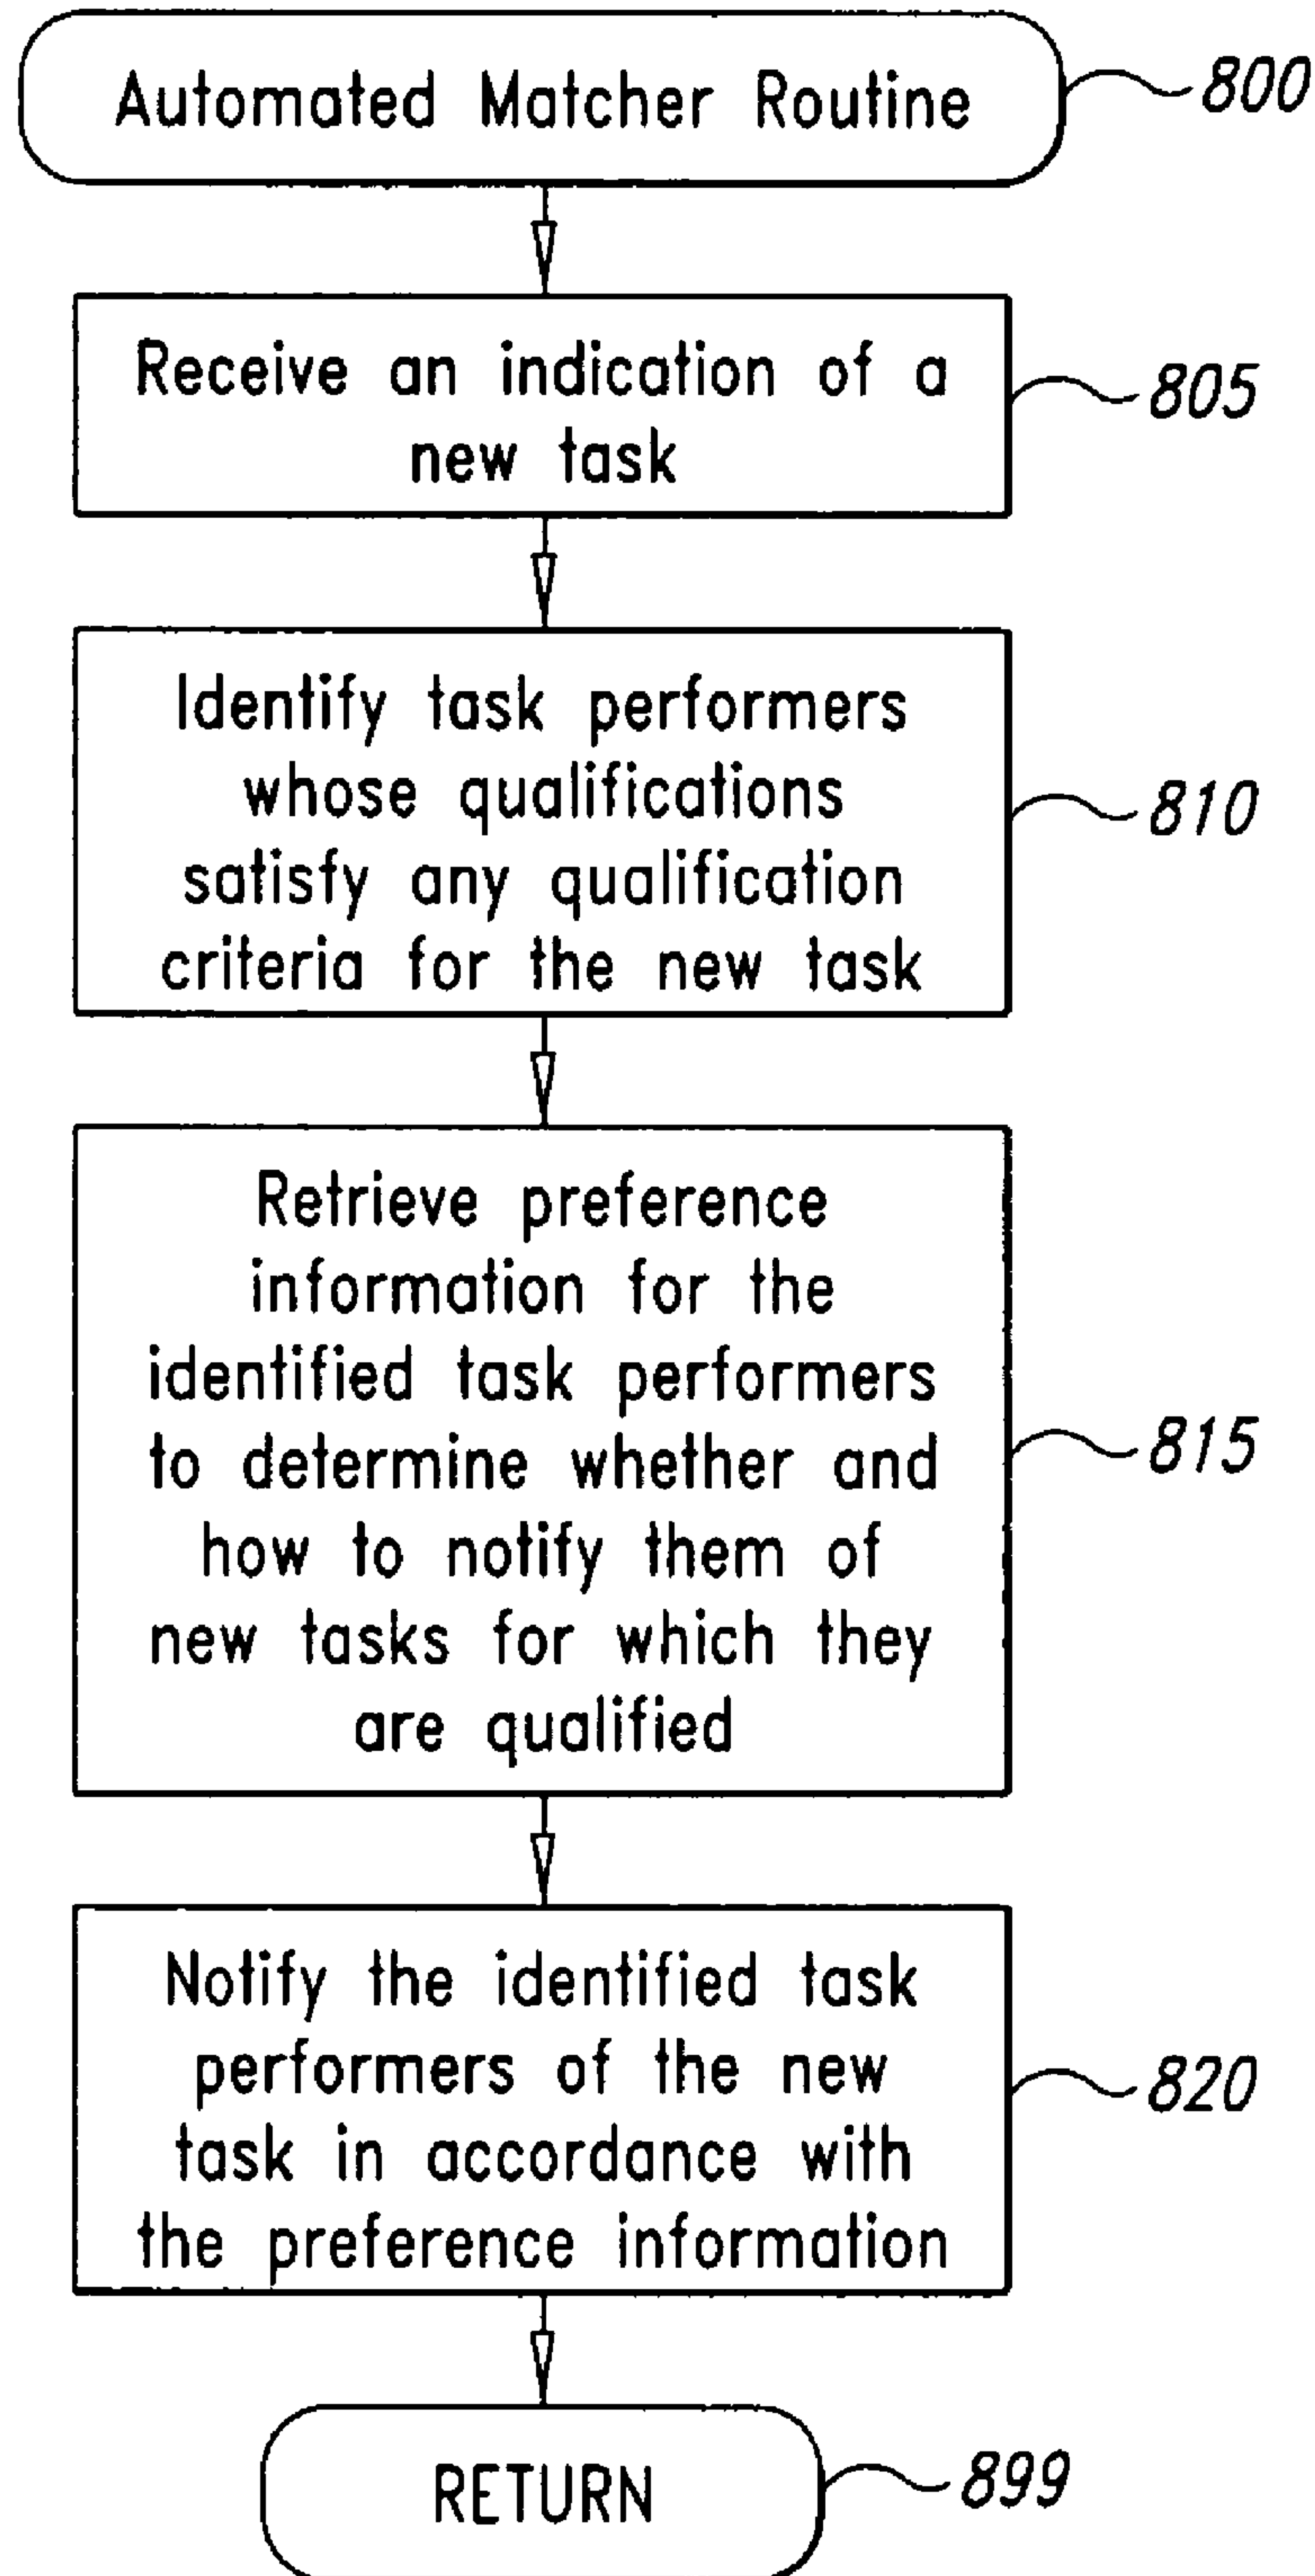 Automated Matcher Routine
800
Receive an indication of a
new task
805
Identify task performers
whose qualifications
satisfy any qualification
criteria for the new task
810
Retrieve preference
information for the
identified task performers
to determine whether and
how to notify them of
new tasks for which they
are qualified
815
Notify the identified task
performers of the new
task in accordance with
the preference information
820
RETURN
899